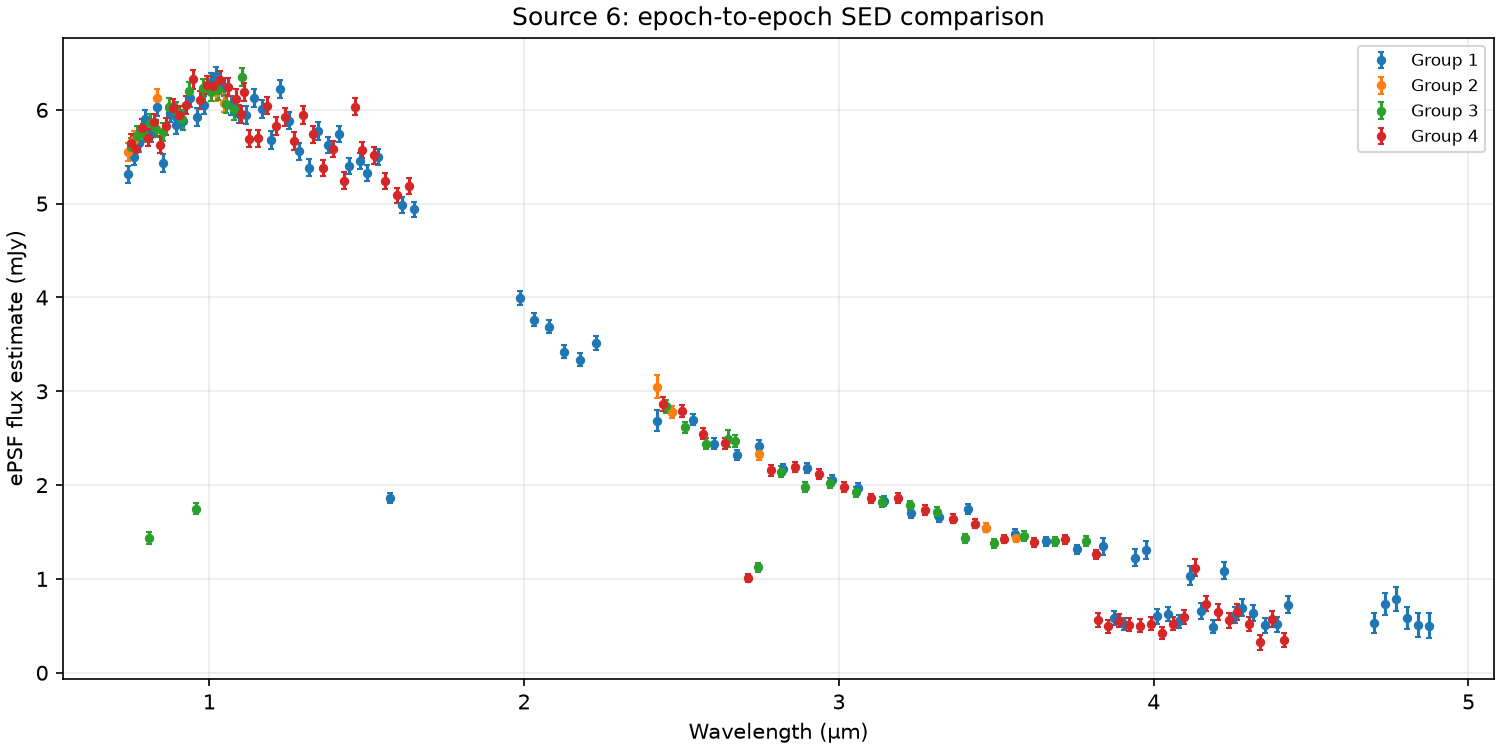 Source 6: epoch-to-epoch SED comparison
ePSF flux estimate (mJy)
6
5
4
3
2
1
0
Group 1
Group 2
Group 3
Group 4
1 2 3 4 5
Wavelength (μm)